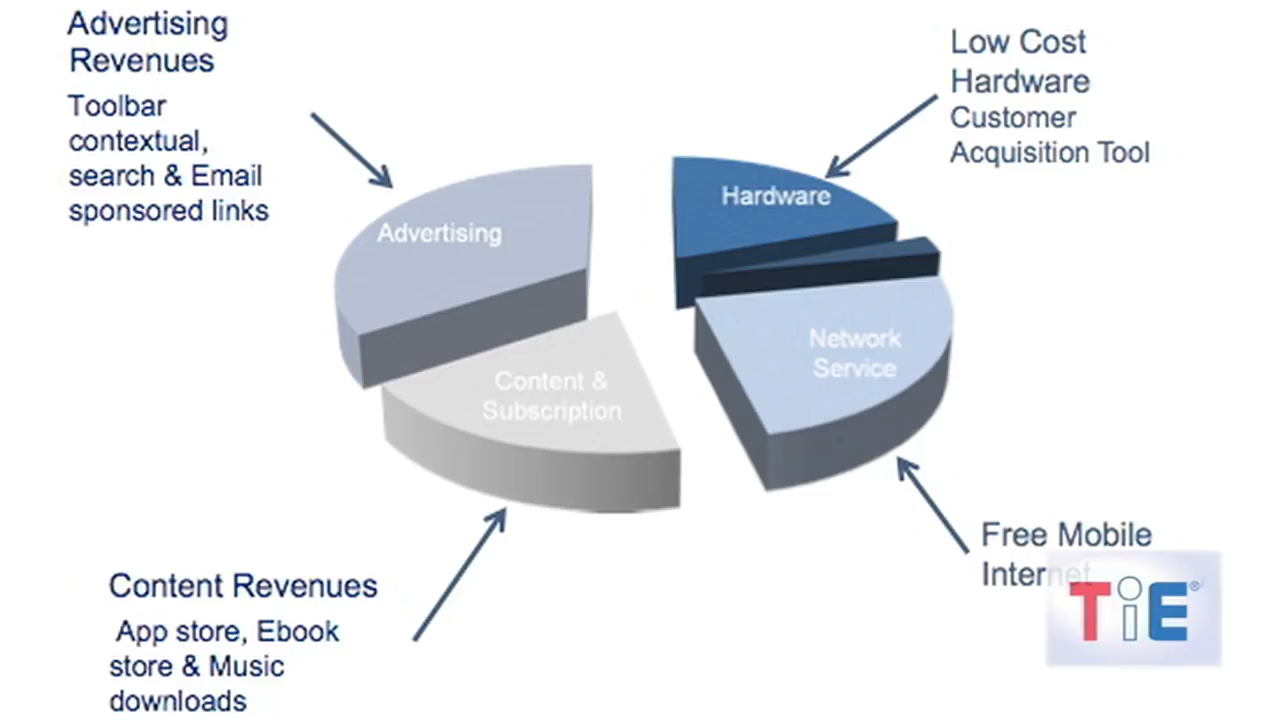 Advertising
Revenues
Toolbar
contextual,
search & Email
sponsored links
Low Cost
Hardware
Customer
Acquisition Tool
Hardware
Advertising
Network
Service
Content &
Subscription
Free Mobile
Internet
Content Revenues
App store, Ebook
store & Music
downloads
TiE®